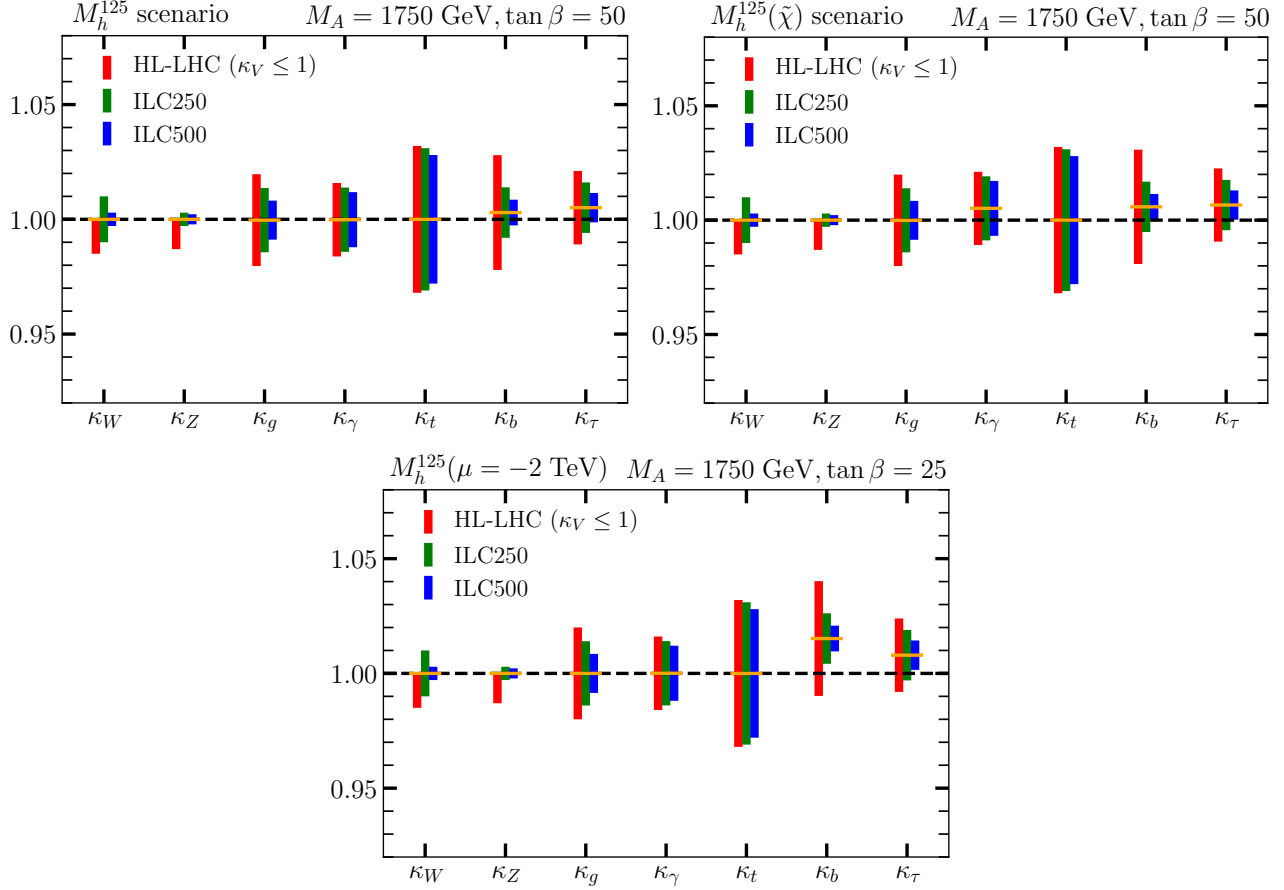 M_h^{125} scenario M_A = 1750 GeV, tan β = 50
HL-LHC (κ_V ≤ 1)
ILC250
ILC500
1.05
1.00
0.95
κ_W κ_Z κ_g κ_γ κ_t κ_b κ_τ
M_h^{125}(χ̃) scenario M_A = 1750 GeV, tan β = 50
HL-LHC (κ_V ≤ 1)
ILC250
ILC500
1.05
1.00
0.95
κ_W κ_Z κ_g κ_γ κ_t κ_b κ_τ
M_h^{125}(μ = −2 TeV) M_A = 1750 GeV, tan β = 25
HL-LHC (κ_V ≤ 1)
ILC250
ILC500
1.05
1.00
0.95
κ_W κ_Z κ_g κ_γ κ_t κ_b κ_τ